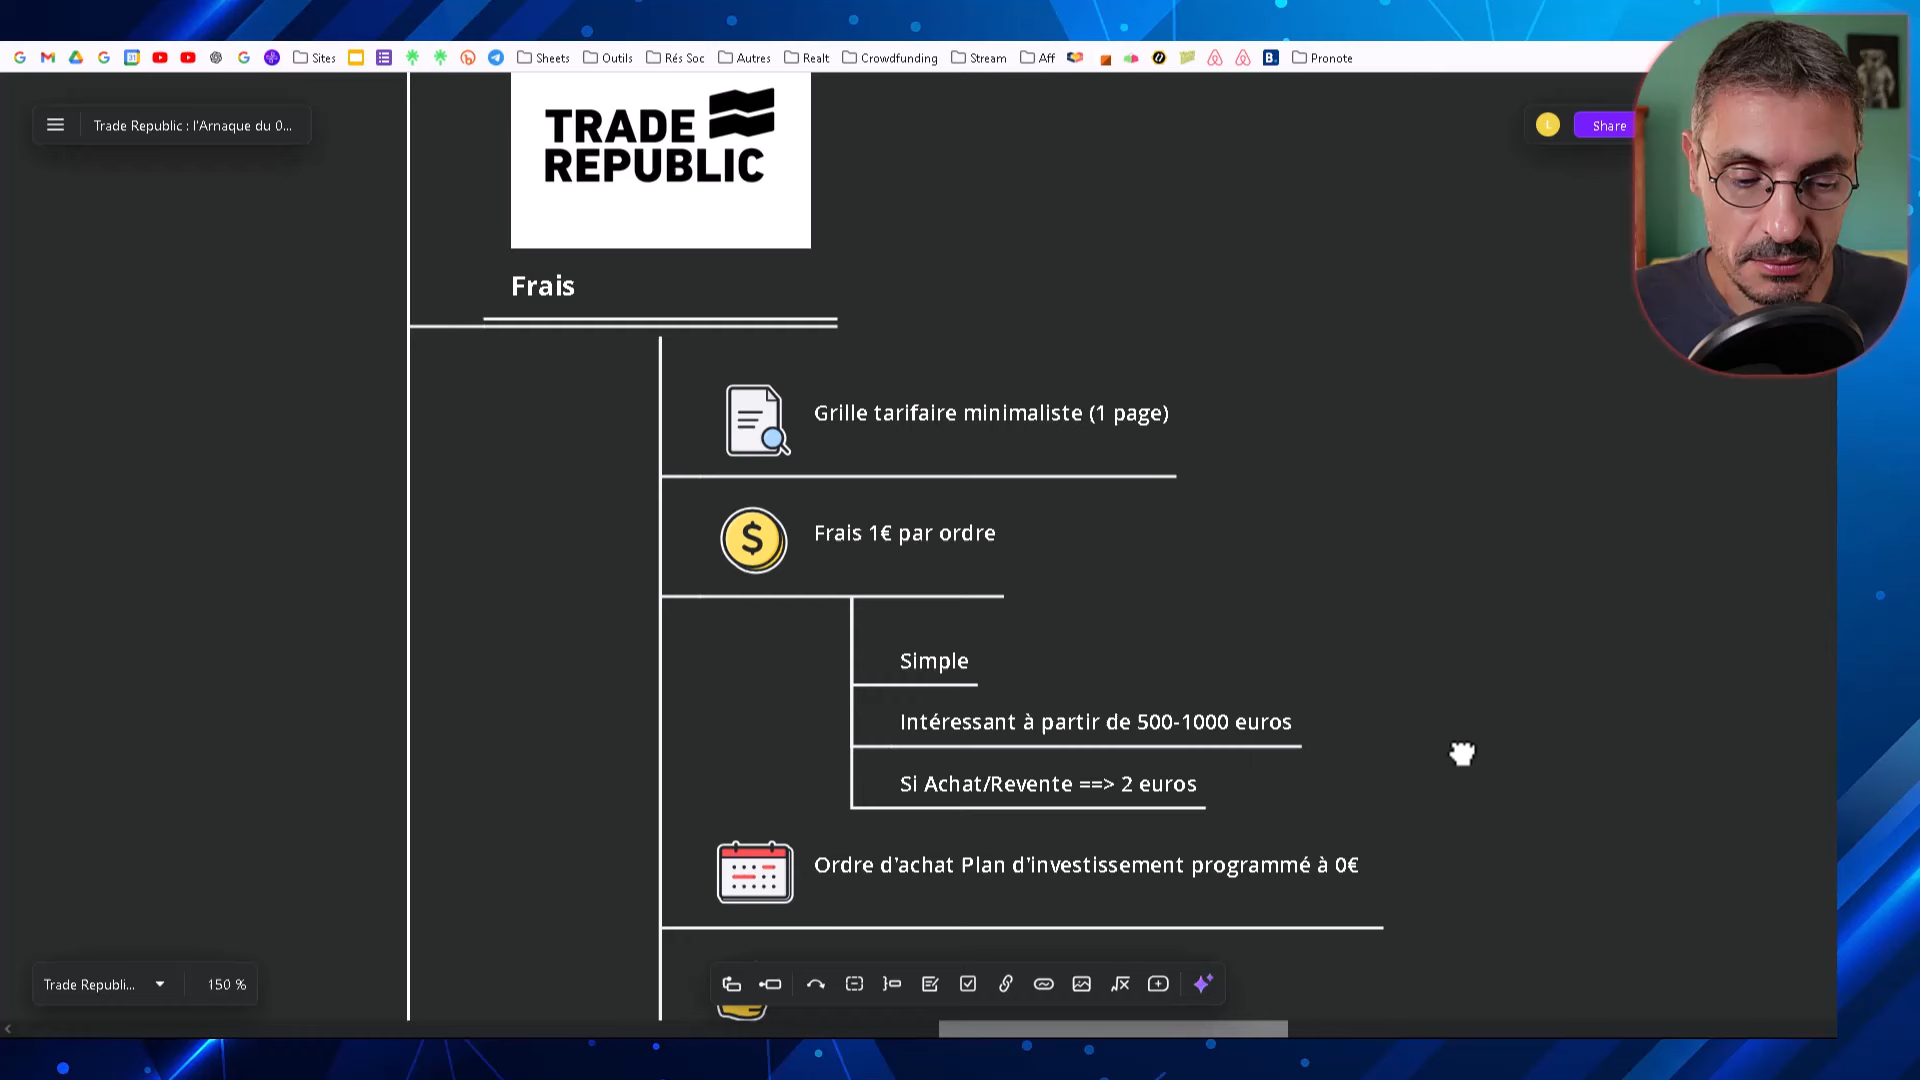 Sites
Sheets
Outils
Rés Soc
Autres
Realt
Crowdfunding
Stream
Aff
B.
Pronote
Trade Republic : l'Arnaque du 0...
L
Share
TRADE
REPUBLIC
Frais
Grille tarifaire minimaliste (1 page)
$
Frais 1€ par ordre
Simple
Intéressant à partir de 500-1000 euros
Si Achat/Revente ==> 2 euros
Ordre d'achat Plan d'investissement programmé à 0€
Trade Republi...
150 %